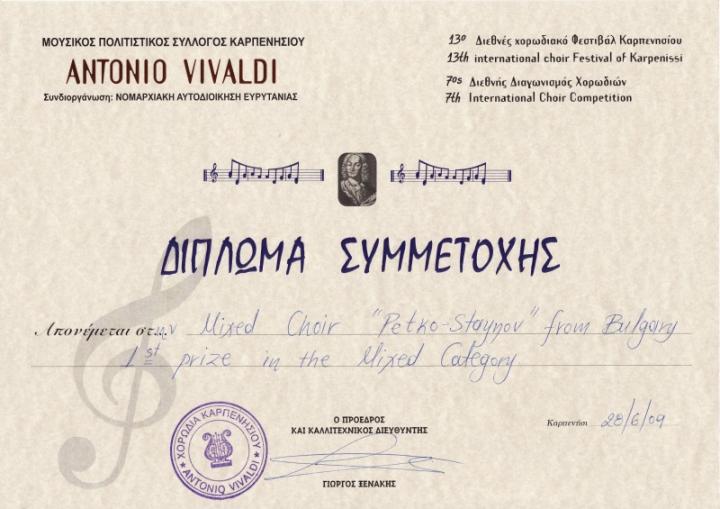 ΜΟΥΣΙΚΟΣ ΠΟΛΙΤΙΣΤΙΚΟΣ ΣΥΛΛΟΓΟΣ ΚΑΡΠΕΝΗΣΙΟΥ
ANTONIO VIVALDI
Συνδιοργάνωση: ΝΟΜΑΡΧΙΑΚΗ ΑΥΤΟΔΙΟΙΚΗΣΗ ΕΥΡΥΤΑΝΙΑΣ
13ο Διεθνές χορωδιακό Φεστιβάλ Καρπενησίου
13th international choir Festival of Karpenissi
7ος Διεθνής Διαγωνισμός Χορωδιών
7th International Choir Competition
ΔΙΠΛΩΜΑ ΣΥΜΜΕΤΟΧΗΣ
Απονέμεται στ...ην Mixed Choir "Petko-Staynov" from Bulgary
1st prize in the Mixed Category
Ο ΠΡΟΕΔΡΟΣ
ΚΑΙ ΚΑΛΛΙΤΕΧΝΙΚΟΣ ΔΙΕΥΘΥΝΤΗΣ
ΓΙΩΡΓΟΣ ΞΕΝΑΚΗΣ
Καρπενήσι 28/6/09
ΧΟΡΩΔΙΑ ΚΑΡΠΕΝΗΣΙΟΥ
ANTONIO VIVALDI